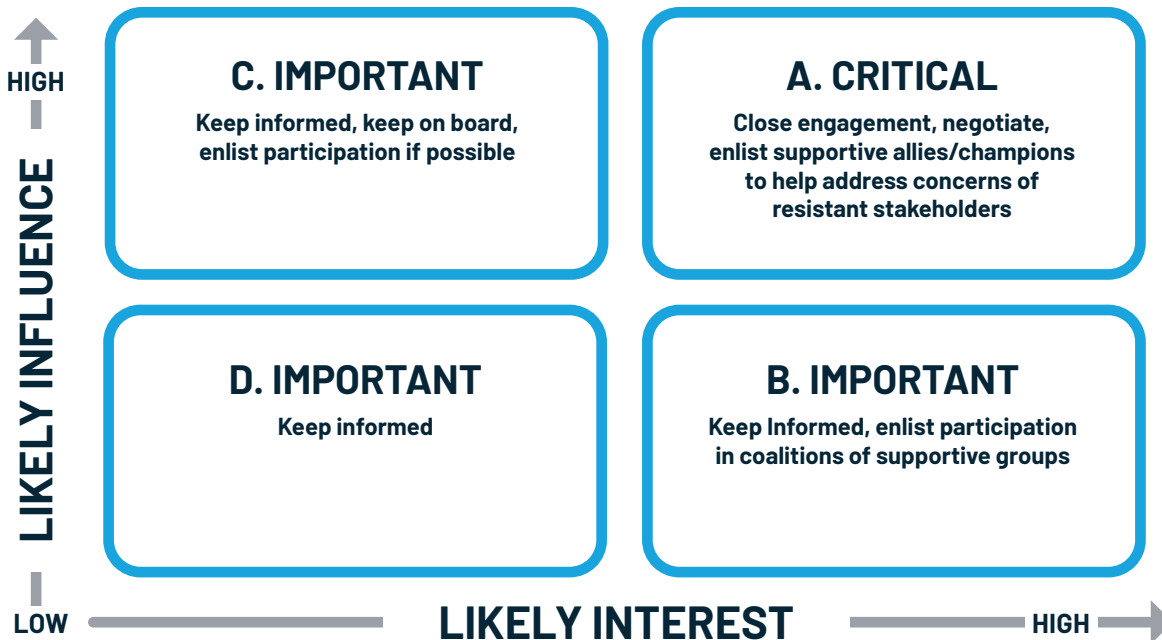 HIGH
LIKELY INFLUENCE
LOW
C. IMPORTANT
Keep informed, keep on board,
enlist participation if possible
A. CRITICAL
Close engagement, negotiate,
enlist supportive allies/champions
to help address concerns of
resistant stakeholders
D. IMPORTANT
Keep informed
B. IMPORTANT
Keep Informed, enlist participation
in coalitions of supportive groups
LIKELY INTEREST
HIGH